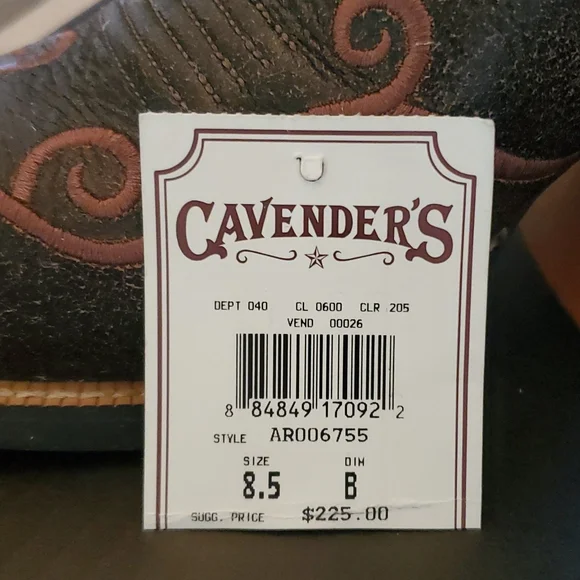 CAVENDER'S
DEPT 040 CL 0600 CLR 205
VEND 00026
8 84849 17092 2
STYLE AR006755
SIZE DIM
8.5 B
SUGG. PRICE $225.00